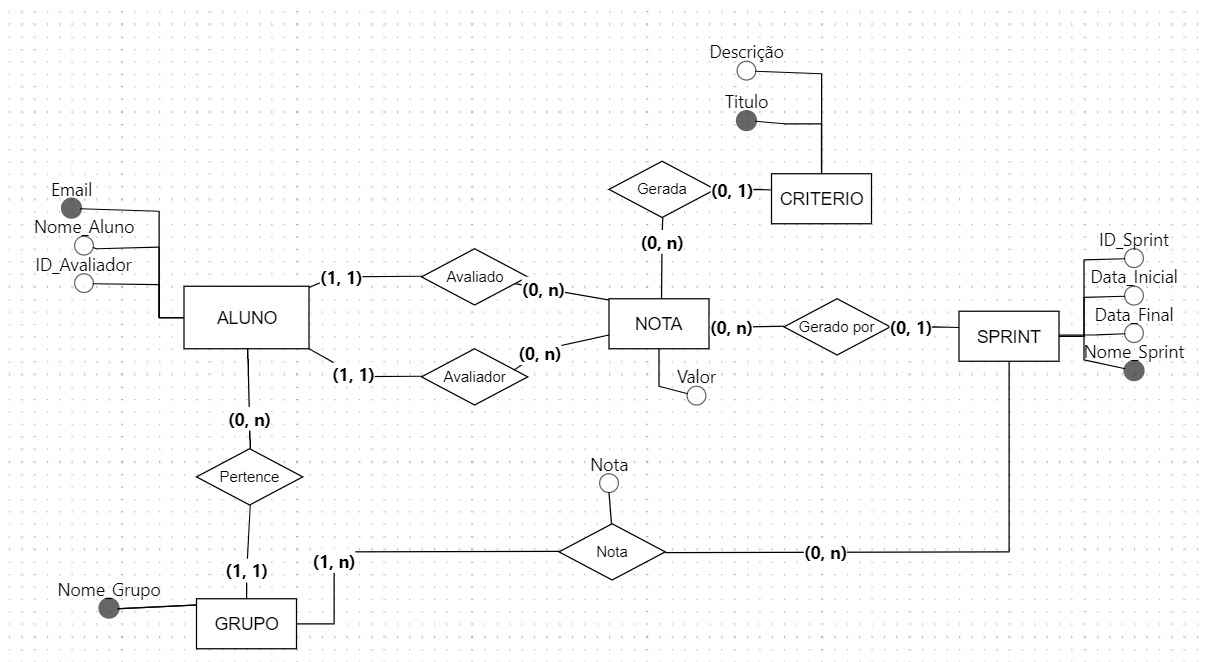 Descrição
Titulo
Gerada
(0, 1)
CRITERIO
Email
Nome_Aluno
ID_Avaliador
(0, n)
ID_Sprint
Data_Inicial
Data_Final
Nome_Sprint
(1, 1)
Avaliado
(0, n)
ALUNO
NOTA
(0, n)
Gerado por
(0, 1)
SPRINT
(0, n)
(1, 1)
Avaliador
Valor
(0, n)
Pertence
Nota
Nota
(0, n)
(1, n)
(1, 1)
Nome_Grupo
GRUPO